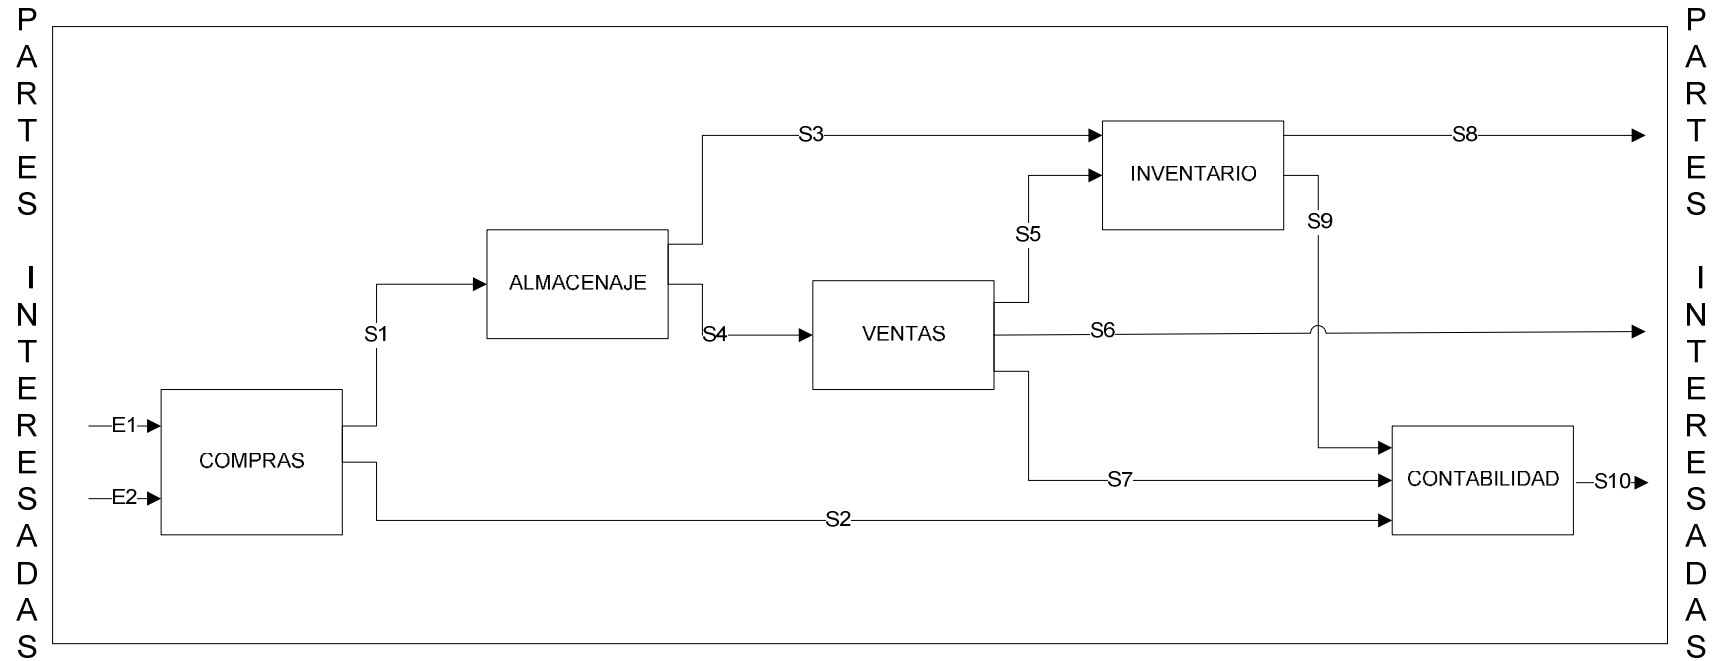 PARTES INTERESADAS
S3
S8
INVENTARIO
S9
S5
ALMACENAJE
S1
S4
VENTAS
S6
E1
COMPRAS
E2
S7
CONTABILIDAD
S10
S2
PARTES INTERESADAS